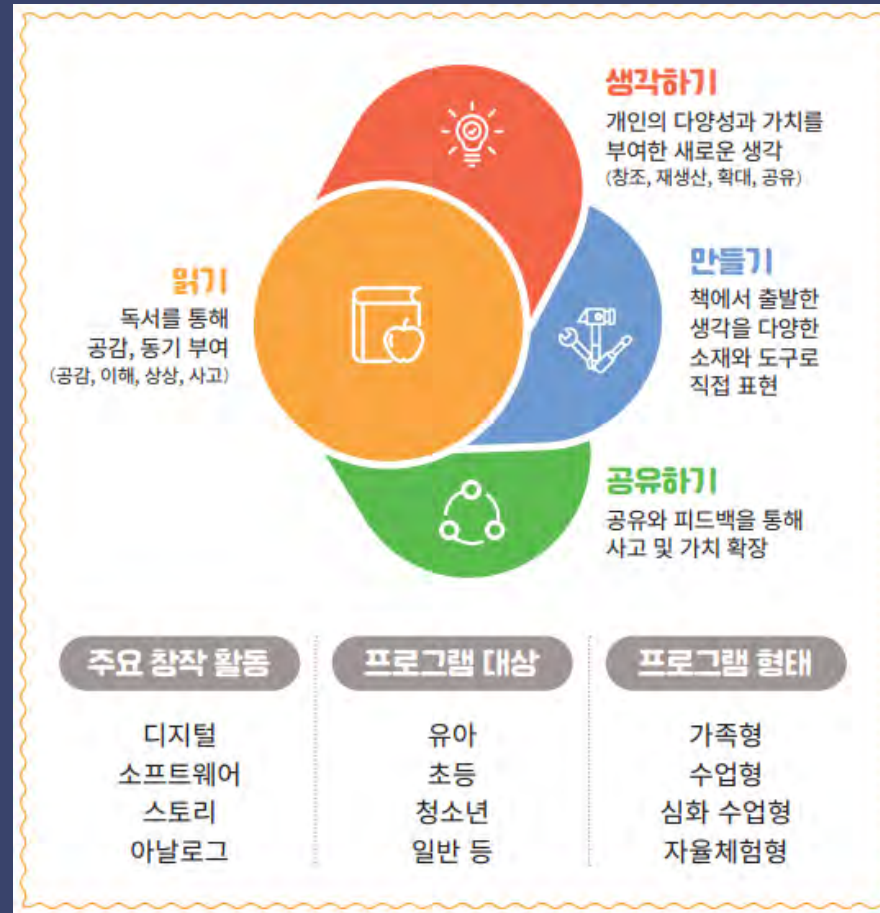 생각하기
개인의 다양성과 가치를
부여한 새로운 생각
(창조, 재생산, 확대, 공유)
읽기
독서를 통해
공감, 동기 부여
(공감, 이해, 상상, 사고)
만들기
책에서 출발한
생각을 다양한
소재와 도구로
직접 표현
공유하기
공유와 피드백을 통해
사고 및 가치 확장
주요 창작 활동
디지털
소프트웨어
스토리
아날로그
프로그램 대상
유아
초등
청소년
일반 등
프로그램 형태
가족형
수업형
심화 수업형
자율체험형